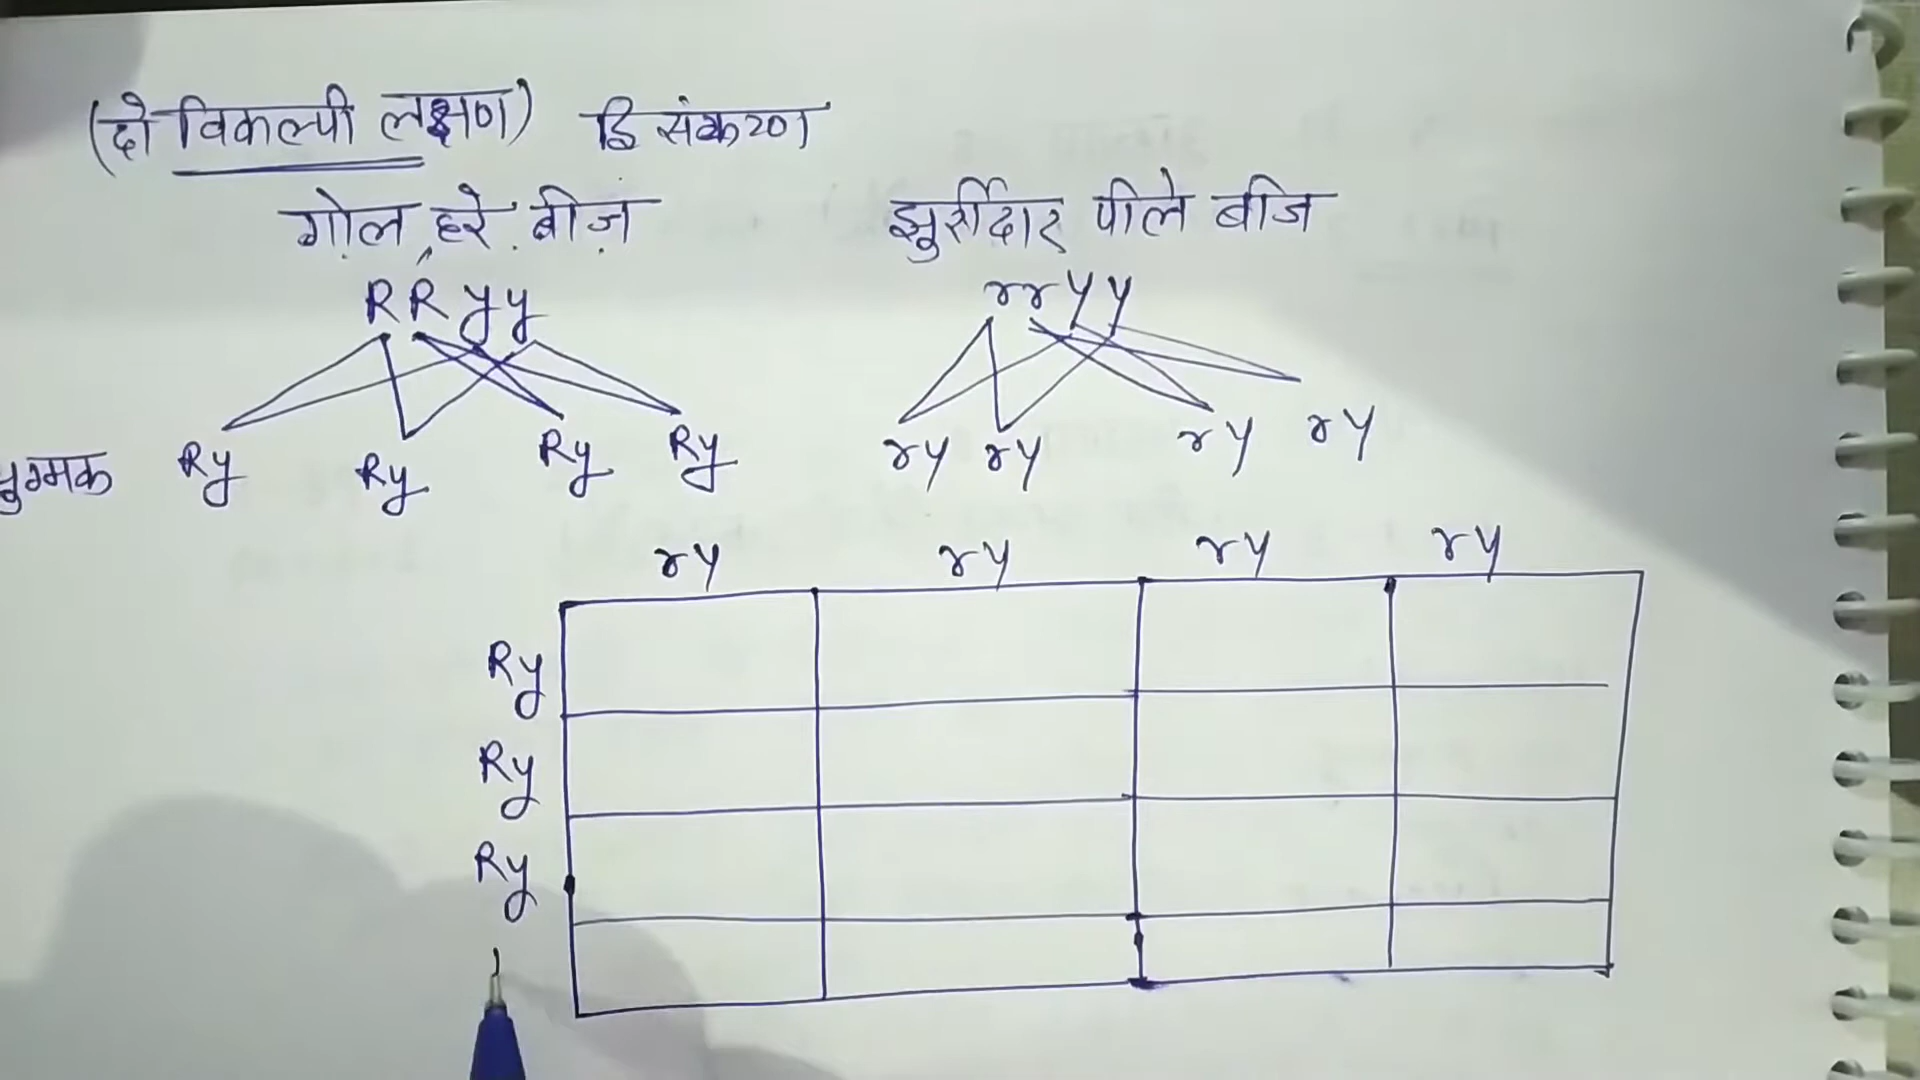 (दो विकल्पी लक्षण) द्वि संकरण
गोल हरे बीज झुर्रीदार पीले बीज
RRyy rrYY
युग्मक Ry Ry Ry Ry rY rY rY rY
rY rY rY rY
Ry
Ry
Ry